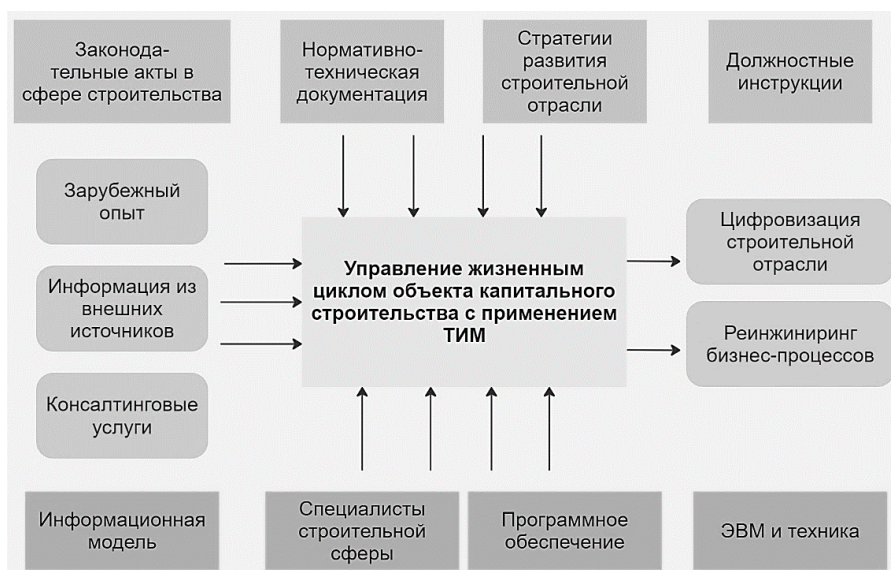 Законода-
тельные акты в
сфере строительства
Нормативно-
техническая
документация
Стратегии
развития
строительной
отрасли
Должностные
инструкции
Зарубежный
опыт
Информация из
внешних
источников
Консалтинговые
услуги
Управление жизненным
циклом объекта капитального
строительства с применением
ТИМ
Цифровизация
строительной
отрасли
Реинжиниринг
бизнес-процессов
Информационная
модель
Специалисты
строительной
сферы
Программное
обеспечение
ЭВМ и техника